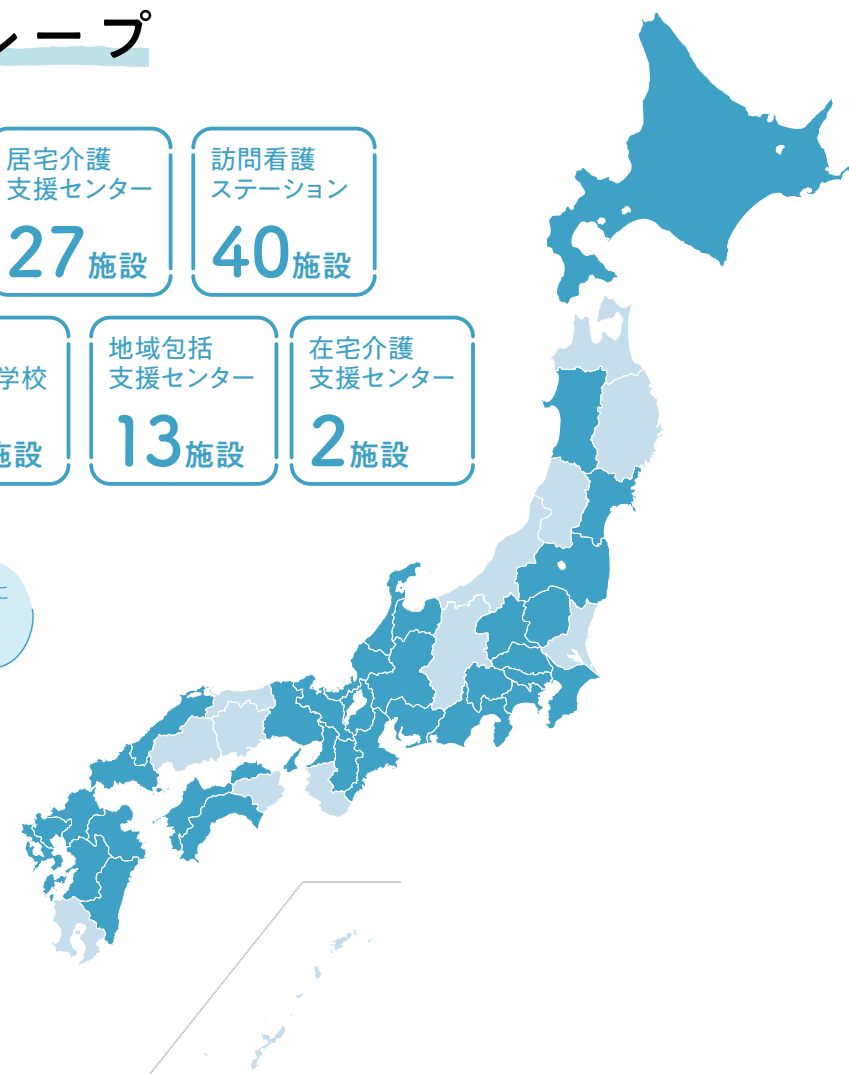 ループ
居宅介護
支援センター
27施設
訪問看護
ステーション
40施設
学校
施設
地域包括
支援センター
13施設
在宅介護
支援センター
2施設
に